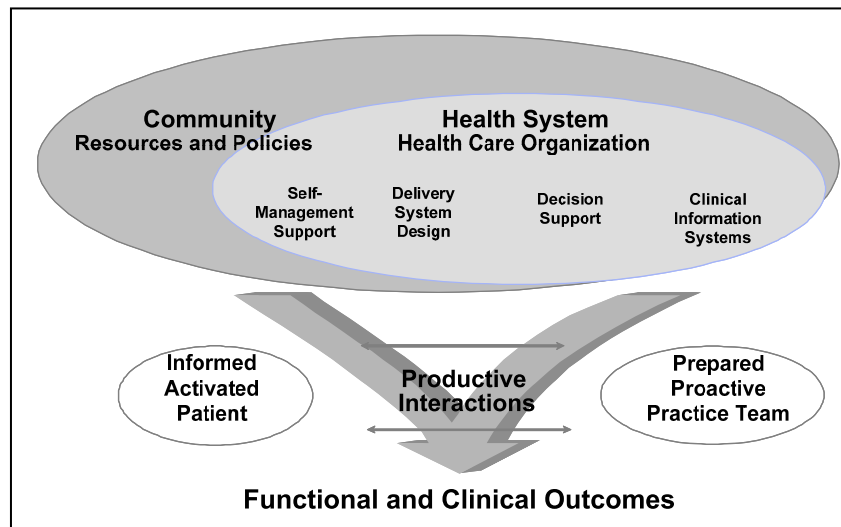 Community
Resources and Policies
Health System
Health Care Organization
Self-
Management
Support
Delivery
System
Design
Decision
Support
Clinical
Information
Systems
Informed
Activated
Patient
Productive
Interactions
Prepared
Proactive
Practice Team
Functional and Clinical Outcomes